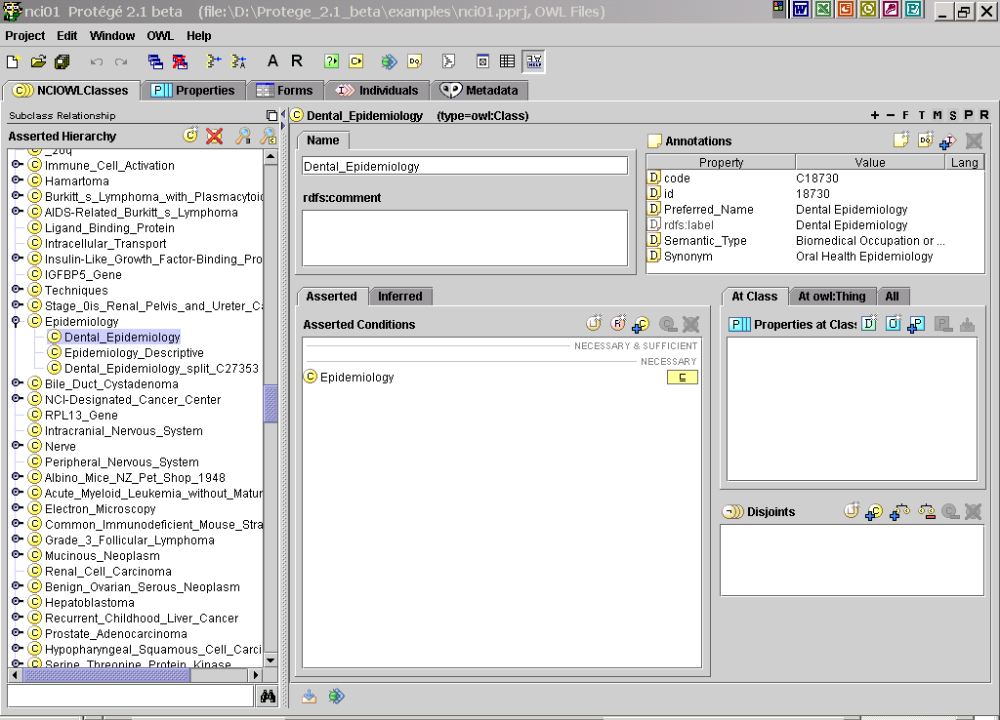 nci01 Protégé 2.1 beta (file:\D:\Protege_2.1_beta\examples\nci01.pprj, OWL Files)
Project Edit Window OWL Help
NCIOWLClasses Properties Forms Individuals Metadata
Subclass Relationship
Asserted Hierarchy
Immune_Cell_Activation
Hamartoma
Burkitt_s_Lymphoma_with_Plasmacytoid
AIDS-Related_Burkitt_s_Lymphoma
Ligand_Binding_Protein
Intracellular_Transport
Insulin-Like_Growth_Factor-Binding_Pro
IGFBP5_Gene
Techniques
Stage_0is_Renal_Pelvis_and_Ureter_Ca
Epidemiology
Dental_Epidemiology
Epidemiology_Descriptive
Dental_Epidemiology_split_C27353
Bile_Duct_Cystadenoma
NCI-Designated_Cancer_Center
RPL13_Gene
Intracranial_Nervous_System
Nerve
Peripheral_Nervous_System
Albino_Mice_NZ_Pet_Shop_1948
Acute_Myeloid_Leukemia_without_Matur
Electron_Microscopy
Common_Immunodeficient_Mouse_Stra
Grade_3_Follicular_Lymphoma
Mucinous_Neoplasm
Renal_Cell_Carcinoma
Benign_Ovarian_Serous_Neoplasm
Hepatoblastoma
Recurrent_Childhood_Liver_Cancer
Prostate_Adenocarcinoma
Hypopharyngeal_Squamous_Cell_Carci
Serine_Threonine_Protein_Kinase
Dental_Epidemiology (type=owl:Class)
+ − F T M S P R
Name
Dental_Epidemiology
rdfs:comment
Annotations
Property Value Lang
code C18730
id 18730
Preferred_Name Dental Epidemiology
rdfs:label Dental Epidemiology
Semantic_Type Biomedical Occupation or ...
Synonym Oral Health Epidemiology
Asserted Inferred
Asserted Conditions
NECESSARY & SUFFICIENT
NECESSARY
Epidemiology ⊑
At Class At owl:Thing All
Properties at Class
Disjoints